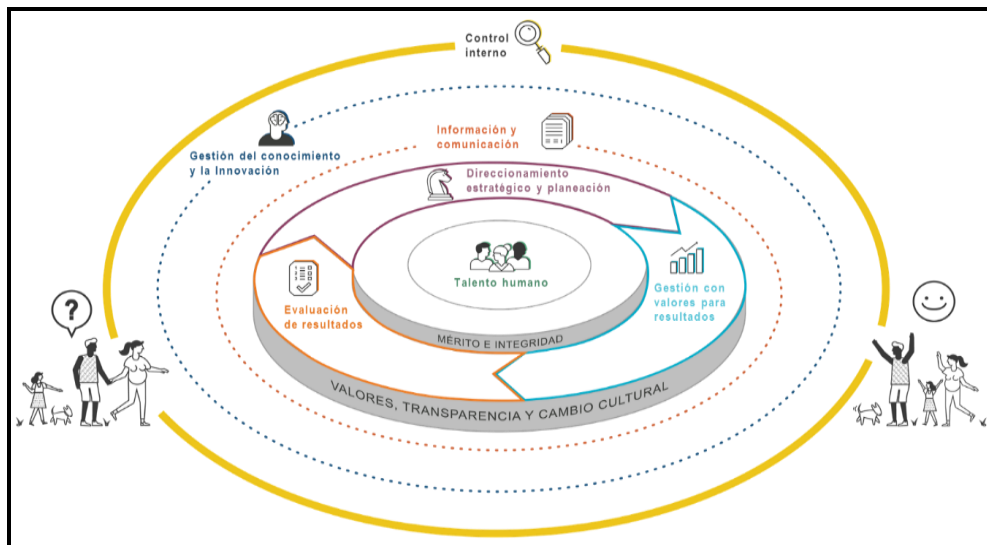 Control
interno
Información y
comunicación
Gestión del conocimiento
y la Innovación
Direccionamiento
estratégico y planeación
Talento humano
Gestión con
valores para
resultados
Evaluación
de resultados
MÉRITO E INTEGRIDAD
VALORES, TRANSPARENCIA Y CAMBIO CULTURAL
?